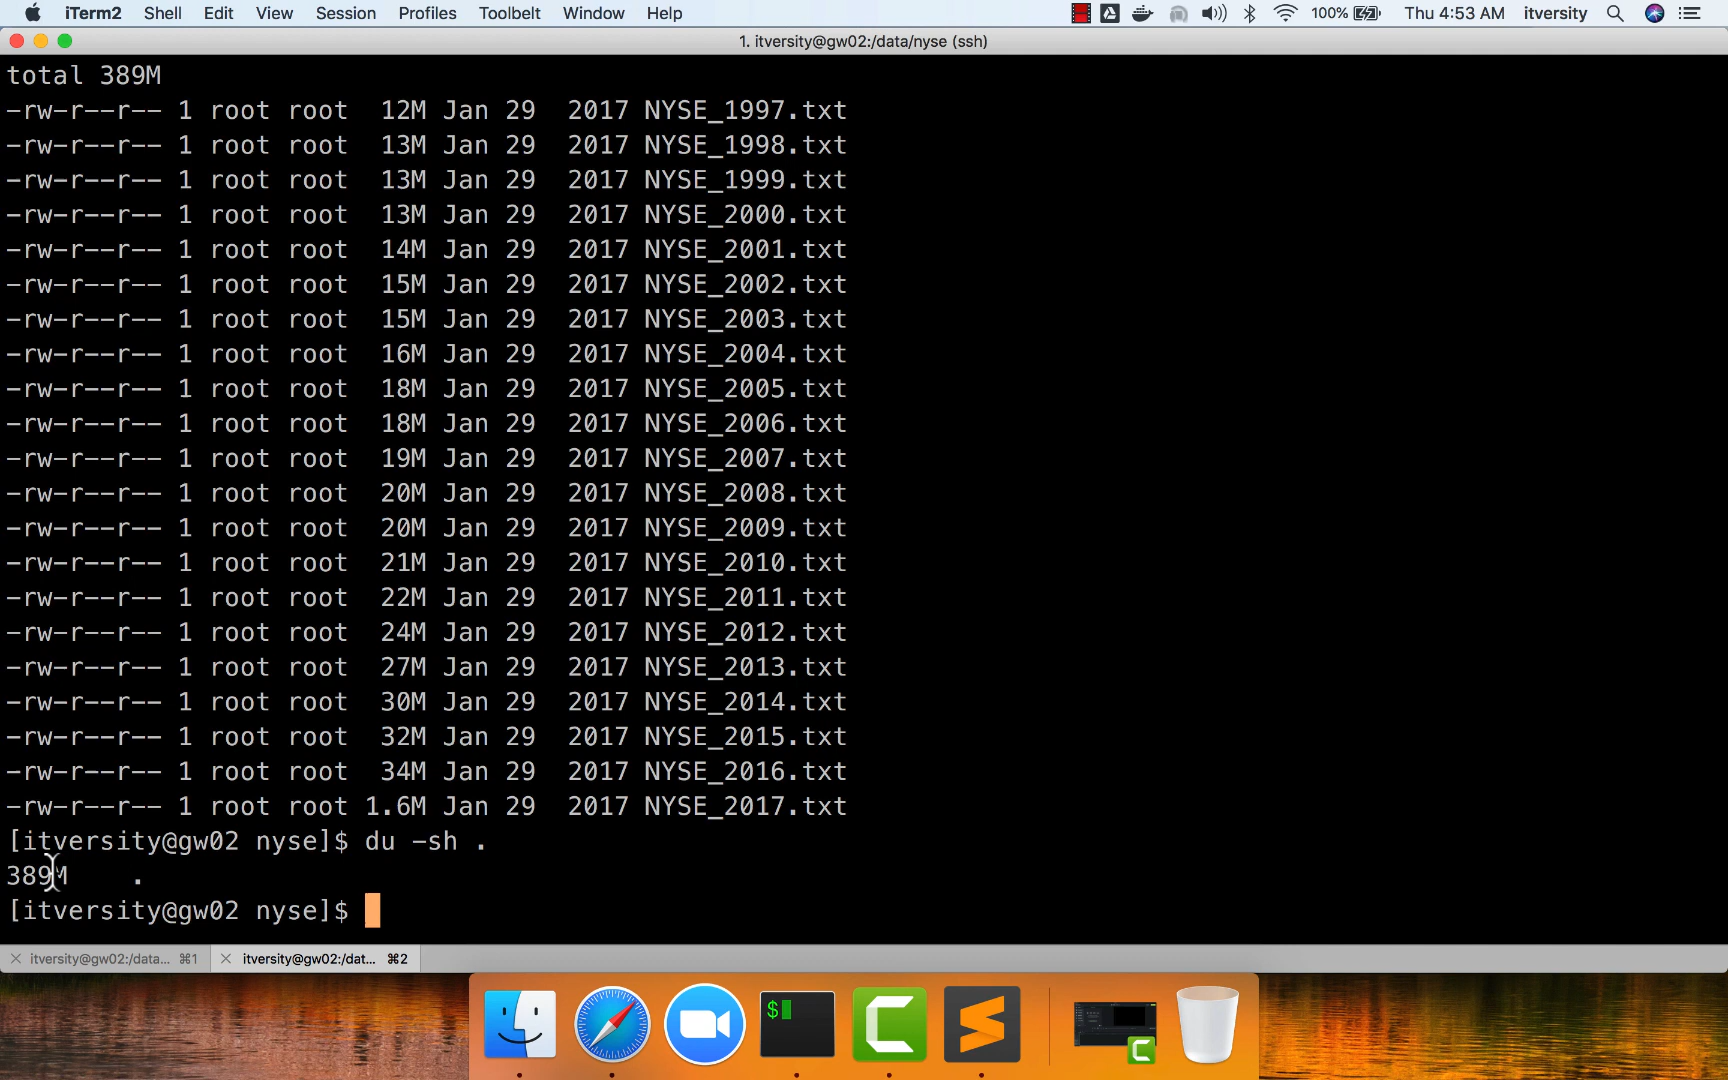 iTerm2 Shell Edit View Session Profiles Toolbelt Window Help 100% Thu 4:53 AM itversity
1. itversity@gw02:/data/nyse (ssh)
total 389M
-rw-r--r-- 1 root root  12M Jan 29  2017 NYSE_1997.txt
-rw-r--r-- 1 root root  13M Jan 29  2017 NYSE_1998.txt
-rw-r--r-- 1 root root  13M Jan 29  2017 NYSE_1999.txt
-rw-r--r-- 1 root root  13M Jan 29  2017 NYSE_2000.txt
-rw-r--r-- 1 root root  14M Jan 29  2017 NYSE_2001.txt
-rw-r--r-- 1 root root  15M Jan 29  2017 NYSE_2002.txt
-rw-r--r-- 1 root root  15M Jan 29  2017 NYSE_2003.txt
-rw-r--r-- 1 root root  16M Jan 29  2017 NYSE_2004.txt
-rw-r--r-- 1 root root  18M Jan 29  2017 NYSE_2005.txt
-rw-r--r-- 1 root root  18M Jan 29  2017 NYSE_2006.txt
-rw-r--r-- 1 root root  19M Jan 29  2017 NYSE_2007.txt
-rw-r--r-- 1 root root  20M Jan 29  2017 NYSE_2008.txt
-rw-r--r-- 1 root root  20M Jan 29  2017 NYSE_2009.txt
-rw-r--r-- 1 root root  21M Jan 29  2017 NYSE_2010.txt
-rw-r--r-- 1 root root  22M Jan 29  2017 NYSE_2011.txt
-rw-r--r-- 1 root root  24M Jan 29  2017 NYSE_2012.txt
-rw-r--r-- 1 root root  27M Jan 29  2017 NYSE_2013.txt
-rw-r--r-- 1 root root  30M Jan 29  2017 NYSE_2014.txt
-rw-r--r-- 1 root root  32M Jan 29  2017 NYSE_2015.txt
-rw-r--r-- 1 root root  34M Jan 29  2017 NYSE_2016.txt
-rw-r--r-- 1 root root 1.6M Jan 29  2017 NYSE_2017.txt
[itversity@gw02 nyse]$ du -sh .
389M    .
[itversity@gw02 nyse]$
itversity@gw02:/data... ⌘1 itversity@gw02:/dat... ⌘2
$